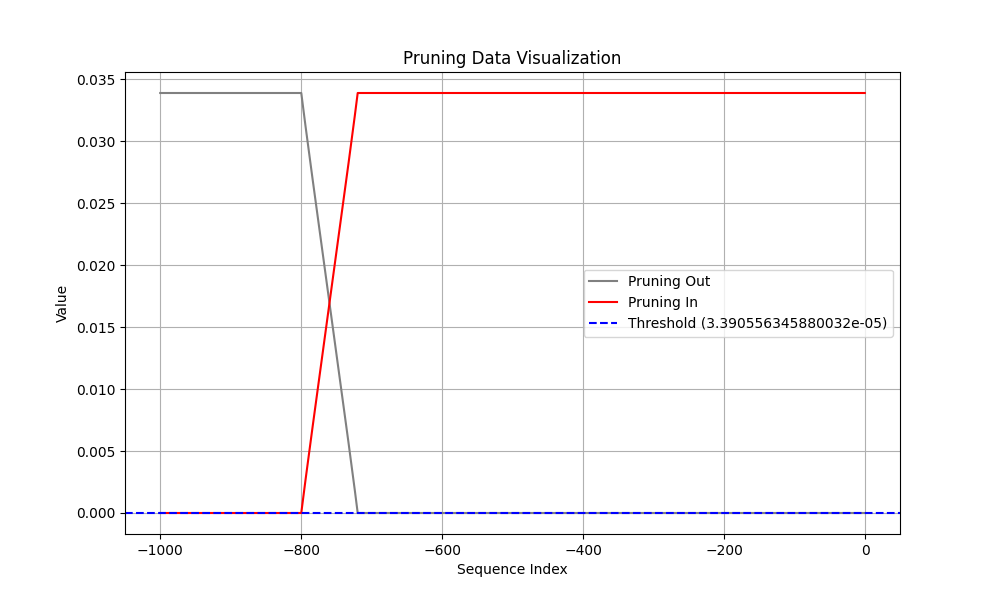 Pruning Data Visualization
0.035
0.030
0.025
0.020
0.015
0.010
0.005
0.000
Value
Pruning Out
Pruning In
Threshold (3.390556345880032e-05)
−1000
−800
−600
−400
−200
0
Sequence Index